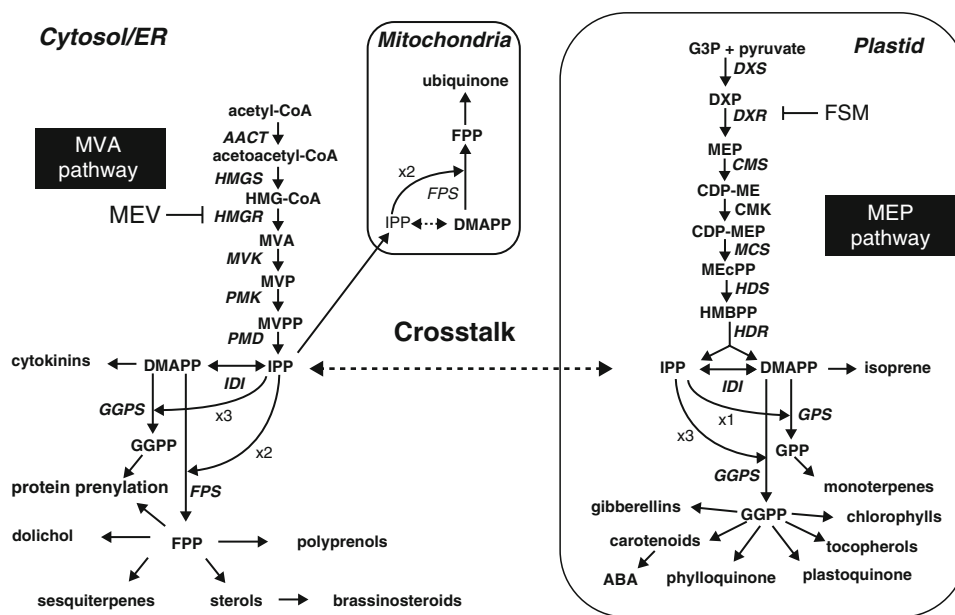 Cytosol/ER
MVA
pathway
acetyl-CoA
AACT
acetoacetyl-CoA
HMGS
HMG-CoA
MEV
HMGR
MVA
MVK
MVP
PMK
MVPP
PMD
cytokinins
DMAPP
IDI
IPP
GGPS
x3
x2
GGPP
protein prenylation
FPS
dolichol
FPP
polyprenols
sesquiterpenes
sterols
brassinosteroids
Mitochondria
ubiquinone
FPP
x2
FPS
IPP
DMAPP
Crosstalk
Plastid
G3P + pyruvate
DXS
DXP
DXR
FSM
MEP
CMS
CDP-ME
CMK
CDP-MEP
MCS
MEcPP
HDS
HMBPP
HDR
MEP
pathway
IPP
IDI
DMAPP
isoprene
x1
GPS
x3
GPP
GGPS
monoterpenes
gibberellins
GGPP
chlorophylls
carotenoids
tocopherols
ABA
phylloquinone
plastoquinone